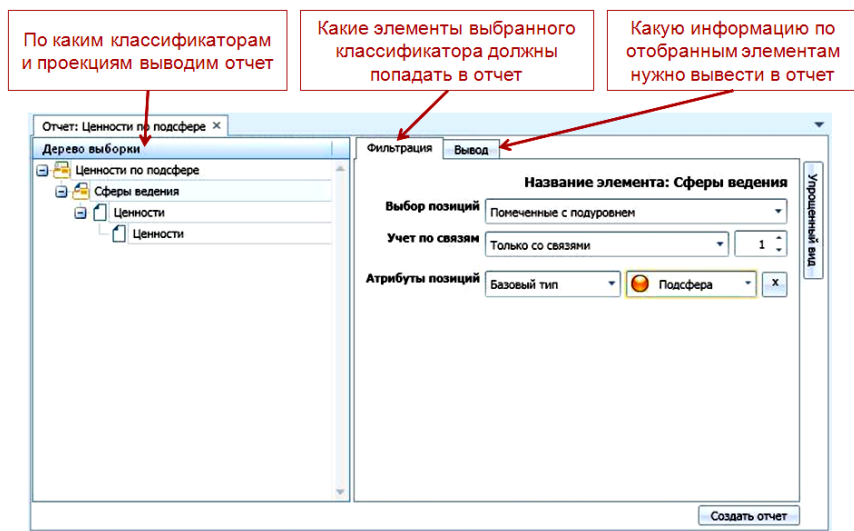 По каким классификаторам
и проекциям выводим отчет
Какие элементы выбранного
классификатора должны
попадать в отчет
Какую информацию по
отобранным элементам
нужно вывести в отчет
Отчет: Ценности по подсфере ×
Дерево выборки
Ценности по подсфере
Сферы ведения
Ценности
Ценности
Фильтрация
Вывод
Название элемента: Сферы ведения
Выбор позиций
Помеченные с подуровнем
Учет по связям
Только со связями
1
Атрибуты позиций
Базовый тип
Подсфера
x
Упрощенный вид
Создать отчет